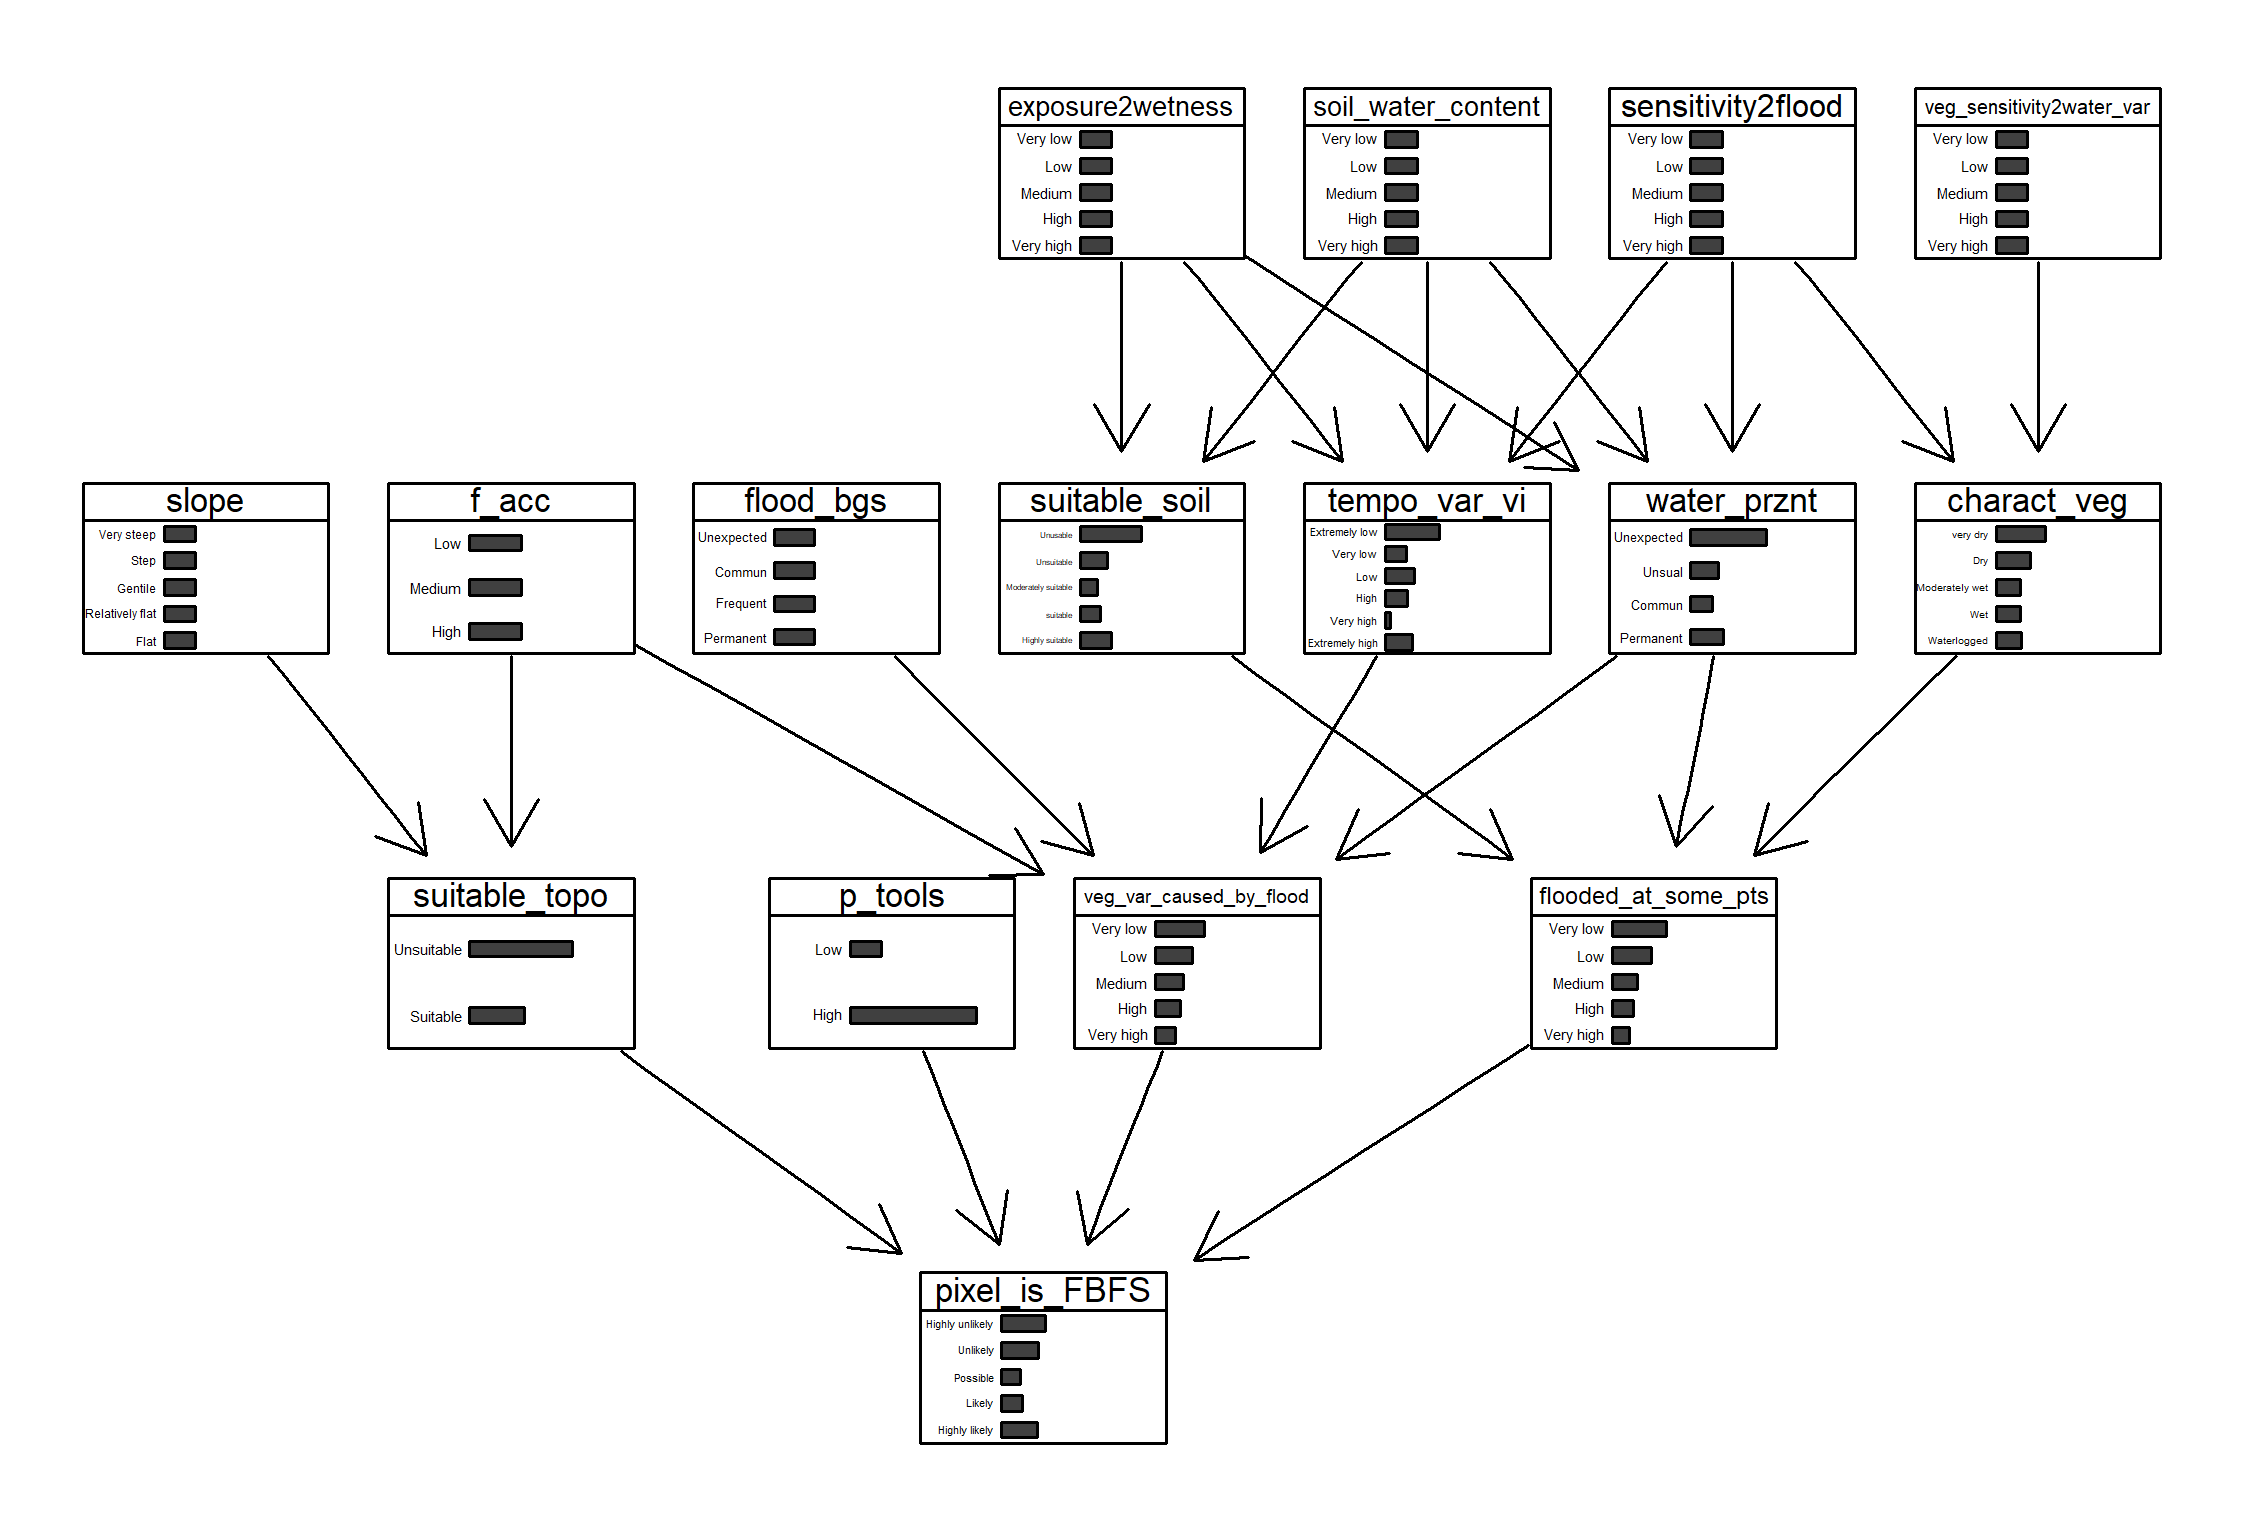 exposure2wetness
Very low
Low
Medium
High
Very high
soil_water_content
Very low
Low
Medium
High
Very high
sensitivity2flood
Very low
Low
Medium
High
Very high
veg_sensitivity2water_var
Very low
Low
Medium
High
Very high
slope
Very steep
Step
Gentile
Relatively flat
Flat
f_acc
Low
Medium
High
flood_bgs
Unexpected
Commun
Frequent
Permanent
suitable_soil
Unusable
Unsuitable
Moderately suitable
suitable
Highly suitable
tempo_var_vi
Extremely low
Very low
Low
High
Very high
Extremely high
water_prznt
Unexpected
Unsual
Commun
Permanent
charact_veg
very dry
Dry
Moderately wet
Wet
Waterlogged
suitable_topo
Unsuitable
Suitable
p_tools
Low
High
veg_var_caused_by_flood
Very low
Low
Medium
High
Very high
flooded_at_some_pts
Very low
Low
Medium
High
Very high
pixel_is_FBFS
Highly unlikely
Unlikely
Possible
Likely
Highly likely